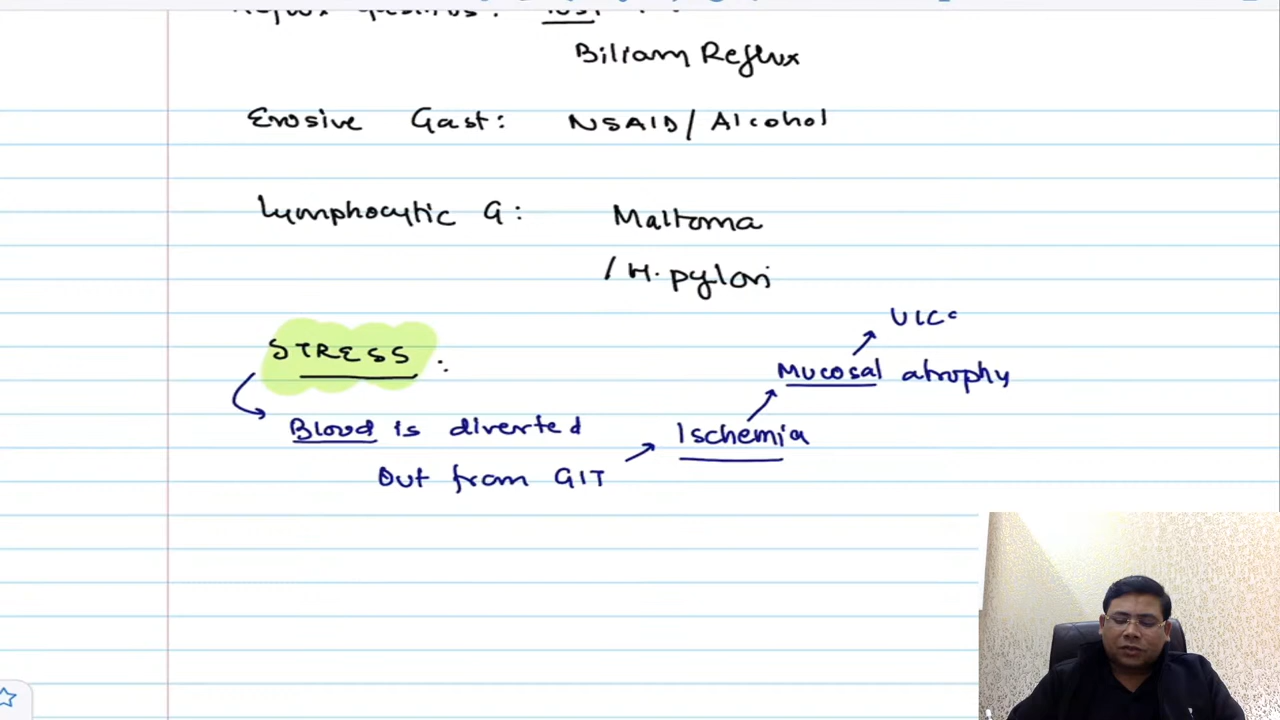 Biliary Reflux
Erosive Gast: NSAID/ Alcohol
Lymphocytic G: Maltoma
/ H. pylori
STRESS :
Blood is diverted
Out from GIT
Ischemia
Mucosal atrophy
ULC